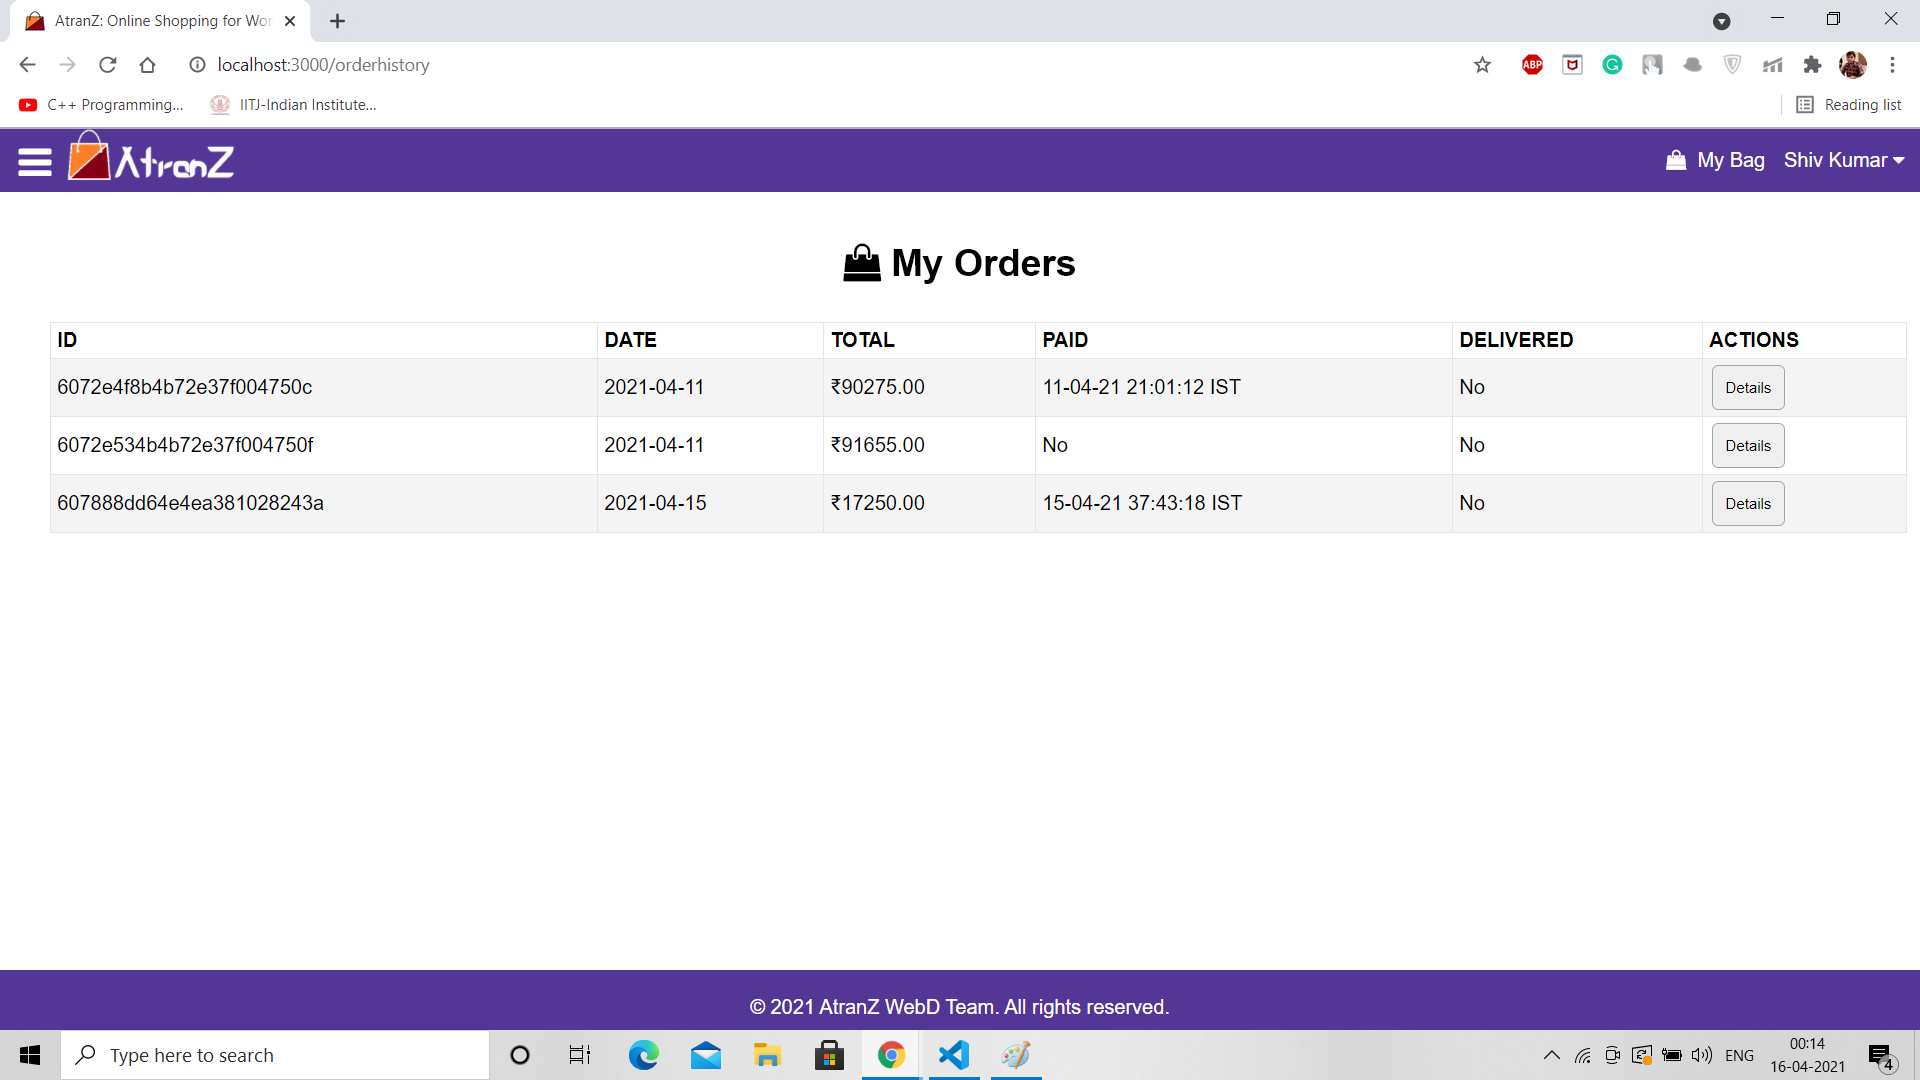 AtranZ: Online Shopping for Wor
localhost:3000/orderhistory
ABP
C++ Programming...
IITJ-Indian Institute...
Reading list
AtranZ
My Bag
Shiv Kumar
My Orders
ID DATE TOTAL PAID DELIVERED ACTIONS
6072e4f8b4b72e37f004750c 2021-04-11 ₹90275.00 11-04-21 21:01:12 IST No Details
6072e534b4b72e37f004750f 2021-04-11 ₹91655.00 No No Details
607888dd64e4ea381028243a 2021-04-15 ₹17250.00 15-04-21 37:43:18 IST No Details
© 2021 AtranZ WebD Team. All rights reserved.
Type here to search
ENG
00:14
16-04-2021
4